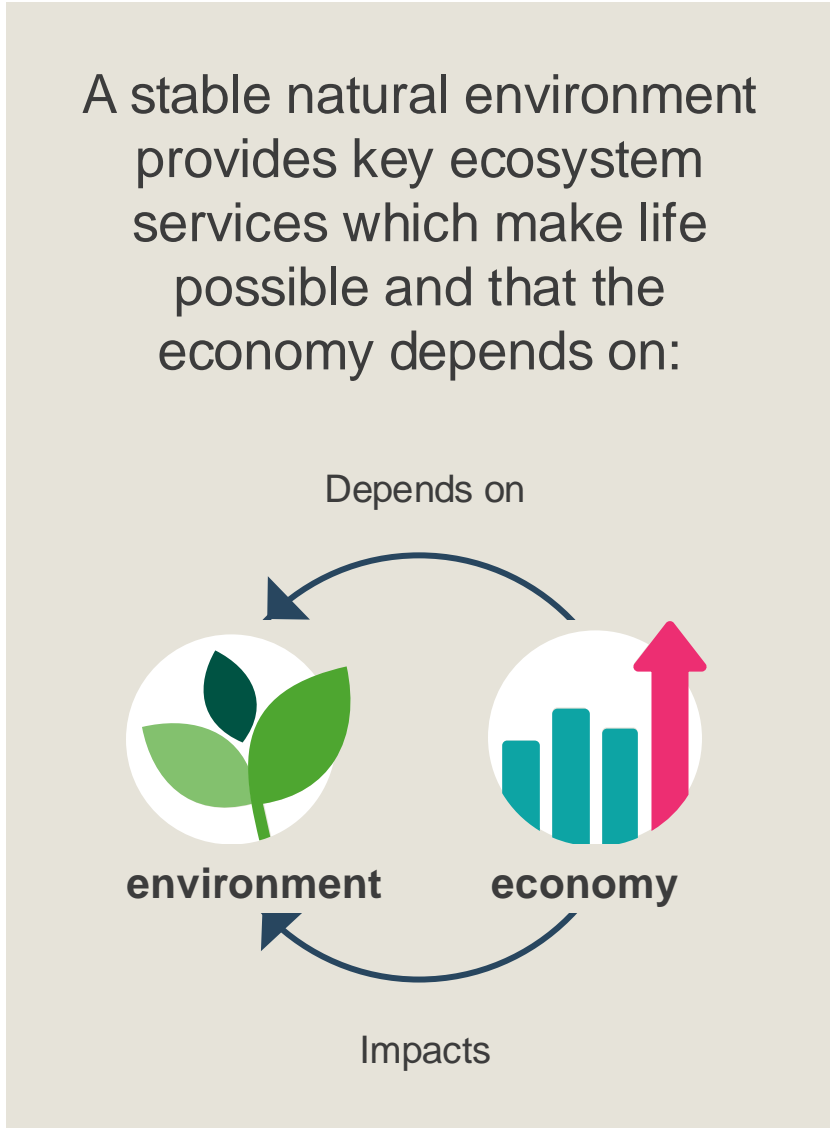 A stable natural environment
provides key ecosystem
services which make life
possible and that the
economy depends on:
Depends on
environment
economy
Impacts